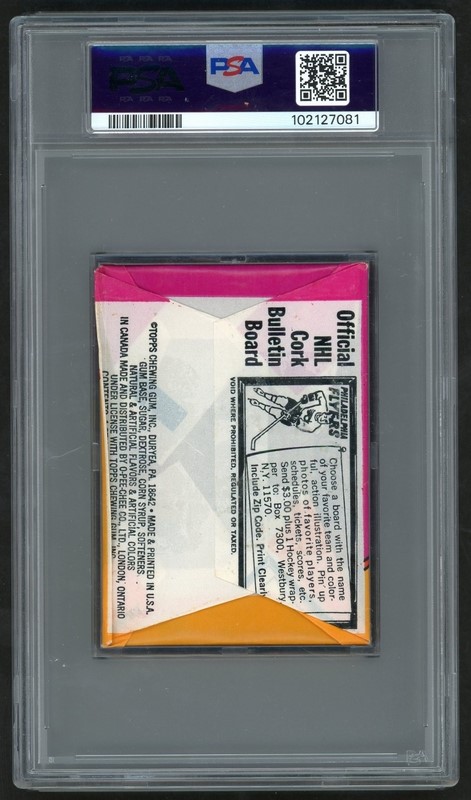 PSA
PSA
102127081
Official
NHL
Cork
Bulletin
Board
PHILADELPHIA
FLYERS
Choose a board with the name
of your favorite team and color-
ful action illustration. Pin up
photos of favorite players,
schedules, tickets, scores, etc.
Send $3.00 plus 1 Hockey wrap-
per to: Box 7300, Westbury
N.Y. 11570.
Include Zip Code. Print Clearly
VOID WHERE PROHIBITED, REGULATED OR TAXED.
©TOPPS CHEWING GUM, INC., DURYEA, PA. 18642 • MADE & PRINTED IN U.S.A.
GUM BASE, SUGAR, DEXTROSE, CORN SYRUP, SOFTENERS,
NATURAL & ARTIFICIAL FLAVORS & ARTIFICIAL COLORS
IN CANADA MADE AND DISTRIBUTED BY O-PEE-CHEE CO., LTD., LONDON, ONTARIO
UNDER LICENSE WITH TOPPS CHEWING GUM, INC.